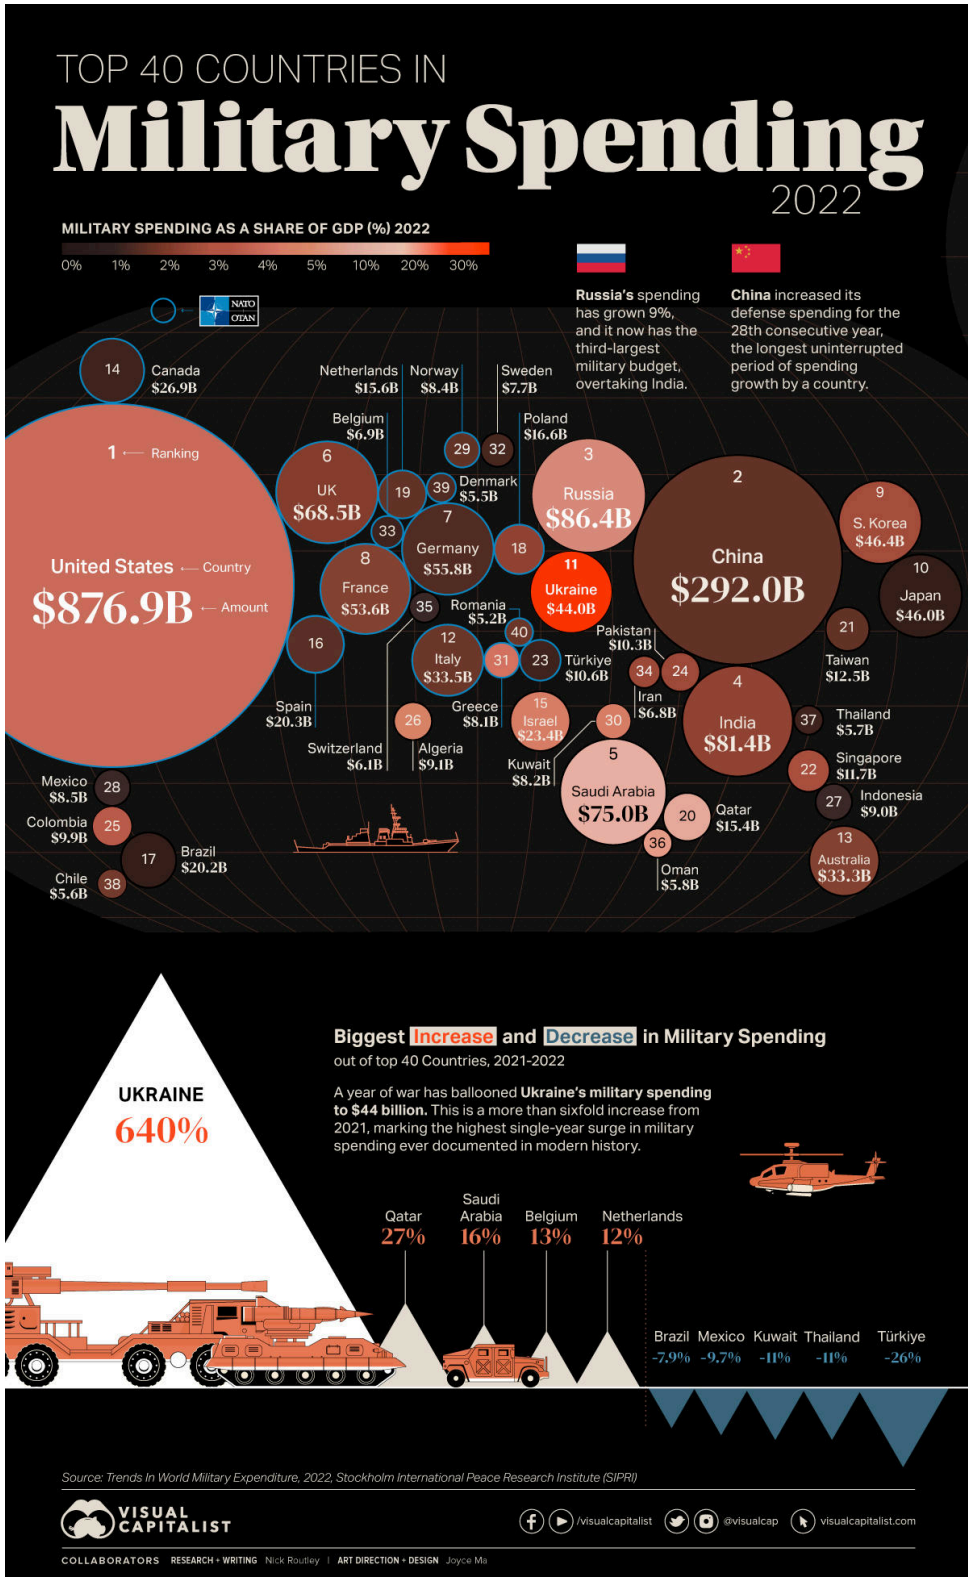 TOP 40 COUNTRIES IN
Military Spending
2022
MILITARY SPENDING AS A SHARE OF GDP (%) 2022
0% 1% 2% 3% 4% 5% 10% 20% 30%
NATO
OTAN
Russia's spending
has grown 9%,
and it now has the
third-largest
military budget,
overtaking India.
China increased its
defense spending for the
28th consecutive year,
the longest uninterrupted
period of spending
growth by a country.
14
Canada
$26.9B
1 ← Ranking
United States ← Country
$876.9B ← Amount
Netherlands
$15.6B
19
Norway
$8.4B
29
Sweden
$7.7B
32
Belgium
$6.9B
33
Poland
$16.6B
18
6
UK
$68.5B
39
Denmark
$5.5B
7
Germany
$55.8B
8
France
$53.6B
3
Russia
$86.4B
11
Ukraine
$44.0B
2
China
$292.0B
9
S. Korea
$46.4B
10
Japan
$46.0B
35
Switzerland
$6.1B
Romania
$5.2B
40
16
Spain
$20.3B
12
Italy
$33.5B
31
Greece
$8.1B
23
Türkiye
$10.6B
Pakistan
$10.3B
24
34
Iran
$6.8B
21
Taiwan
$12.5B
4
India
$81.4B
37
Thailand
$5.7B
26
Algeria
$9.1B
15
Israel
$23.4B
30
Kuwait
$8.2B
5
Saudi Arabia
$75.0B
20
Qatar
$15.4B
36
Oman
$5.8B
22
Singapore
$11.7B
27
Indonesia
$9.0B
13
Australia
$33.3B
Mexico
$8.5B
28
Colombia
$9.9B
25
17
Brazil
$20.2B
Chile
$5.6B
38
UKRAINE
640%
Biggest Increase and Decrease in Military Spending
out of top 40 Countries, 2021-2022
A year of war has ballooned Ukraine's military spending
to $44 billion. This is a more than sixfold increase from
2021, marking the highest single-year surge in military
spending ever documented in modern history.
Qatar
27%
Saudi
Arabia
16%
Belgium
13%
Netherlands
12%
Brazil
-7.9%
Mexico
-9.7%
Kuwait
-11%
Thailand
-11%
Türkiye
-26%
Source: Trends In World Military Expenditure, 2022, Stockholm International Peace Research Institute (SIPRI)
VISUAL
CAPITALIST
/visualcapitalist @visualcap visualcapitalist.com
COLLABORATORS RESEARCH + WRITING Nick Routley | ART DIRECTION + DESIGN Joyce Ma